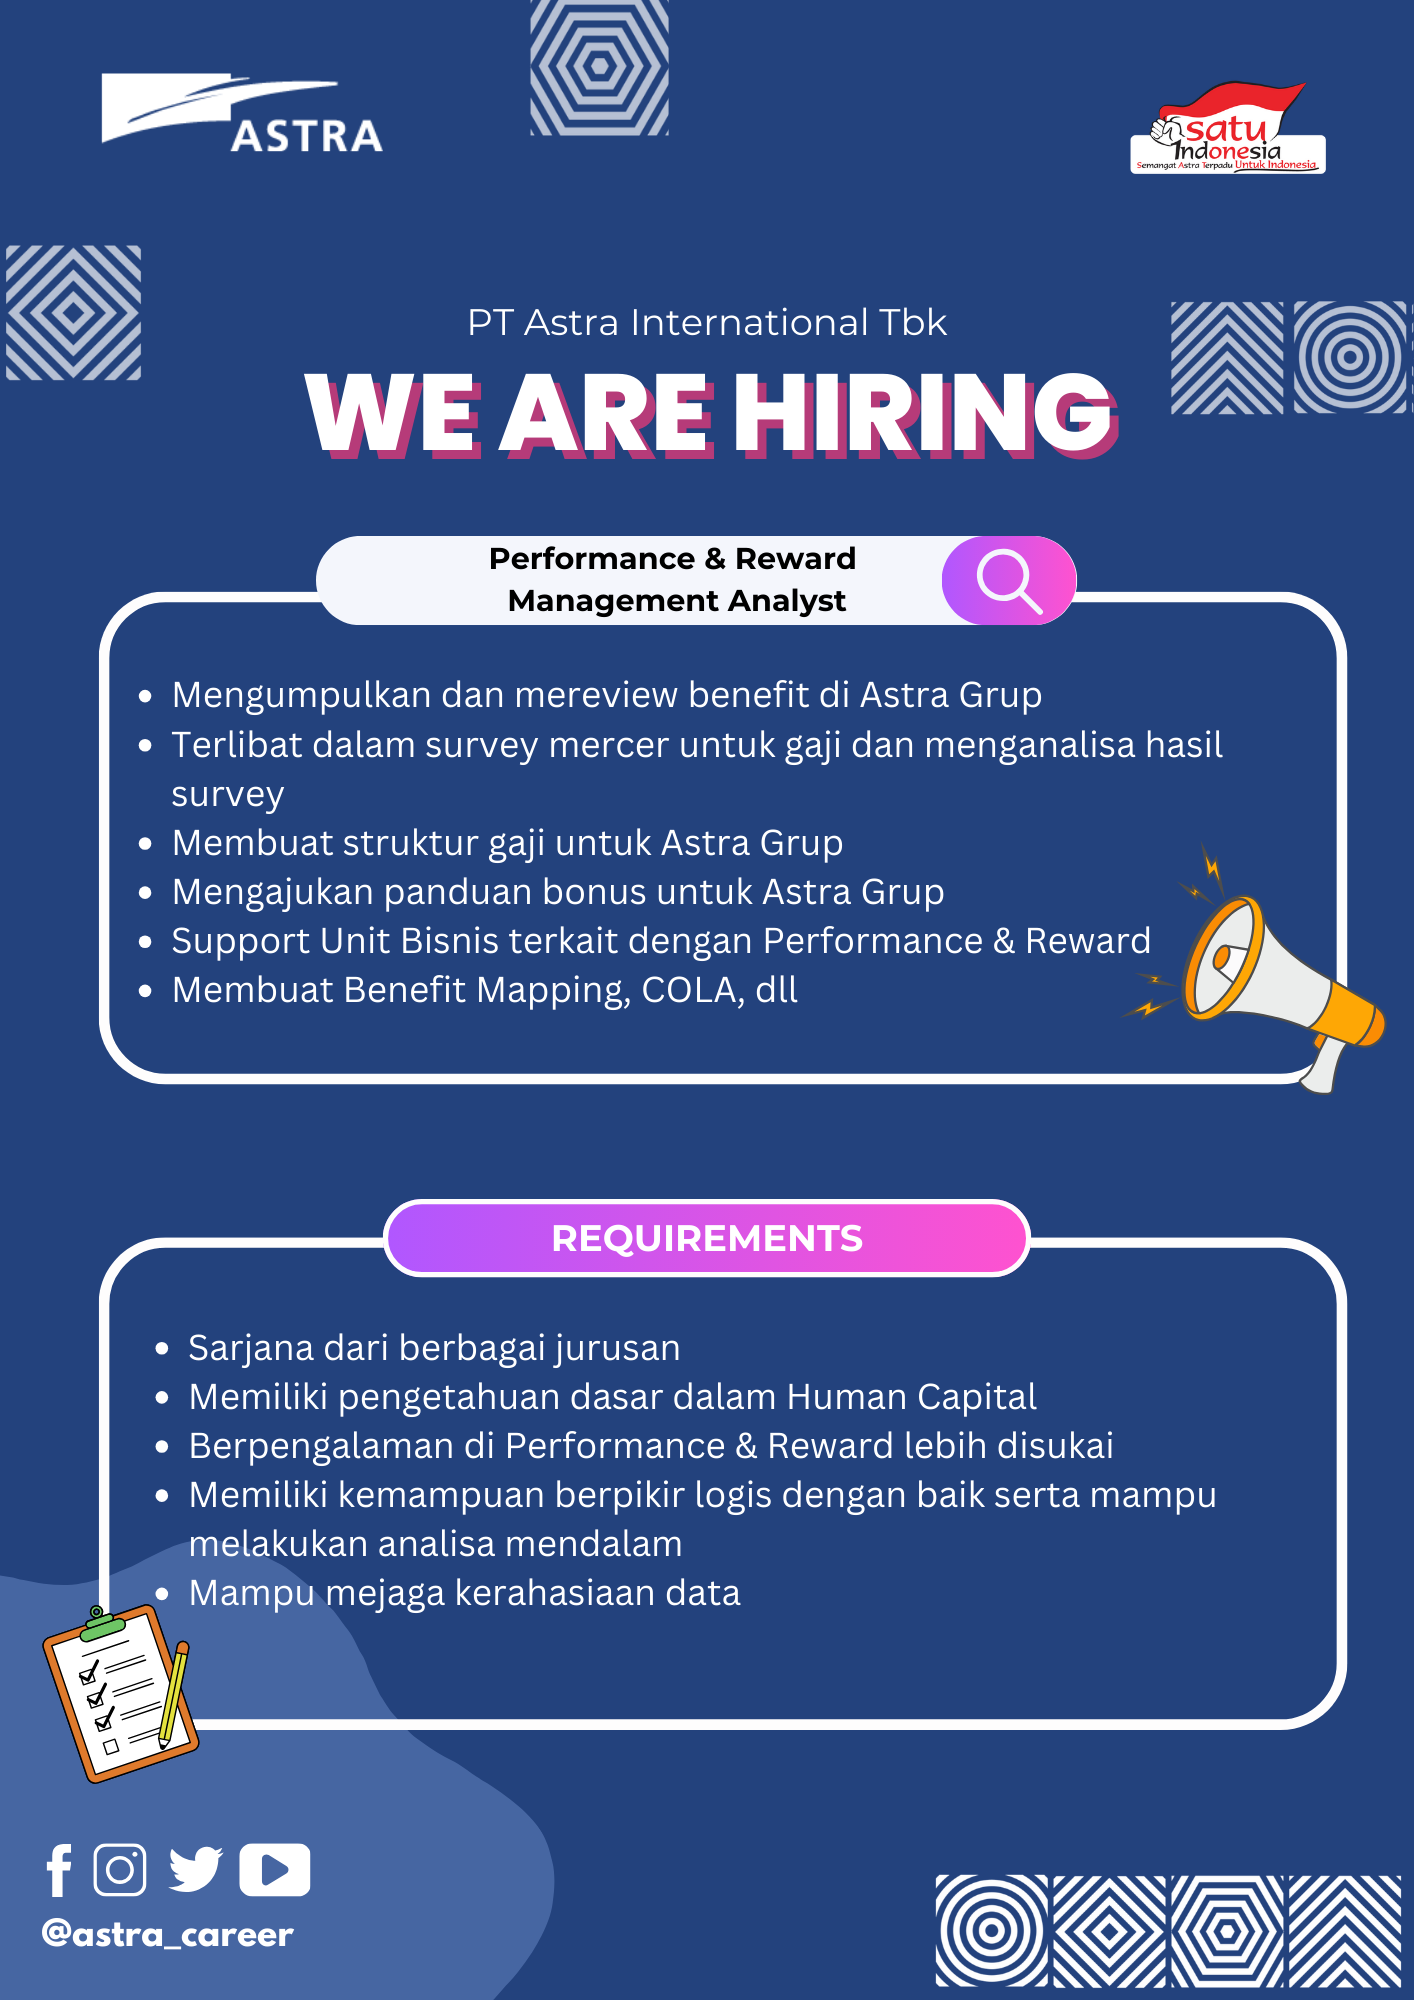 ASTRA
satu
Indonesia
Semangat Astra Terpadu Untuk Indonesia
PT Astra International Tbk
WE ARE HIRING
Performance & Reward
Management Analyst
Mengumpulkan dan mereview benefit di Astra Grup
Terlibat dalam survey mercer untuk gaji dan menganalisa hasil
survey
Membuat struktur gaji untuk Astra Grup
Mengajukan panduan bonus untuk Astra Grup
Support Unit Bisnis terkait dengan Performance & Reward
Membuat Benefit Mapping, COLA, dll
REQUIREMENTS
Sarjana dari berbagai jurusan
Memiliki pengetahuan dasar dalam Human Capital
Berpengalaman di Performance & Reward lebih disukai
Memiliki kemampuan berpikir logis dengan baik serta mampu
melakukan analisa mendalam
Mampu mejaga kerahasiaan data
@astra_career